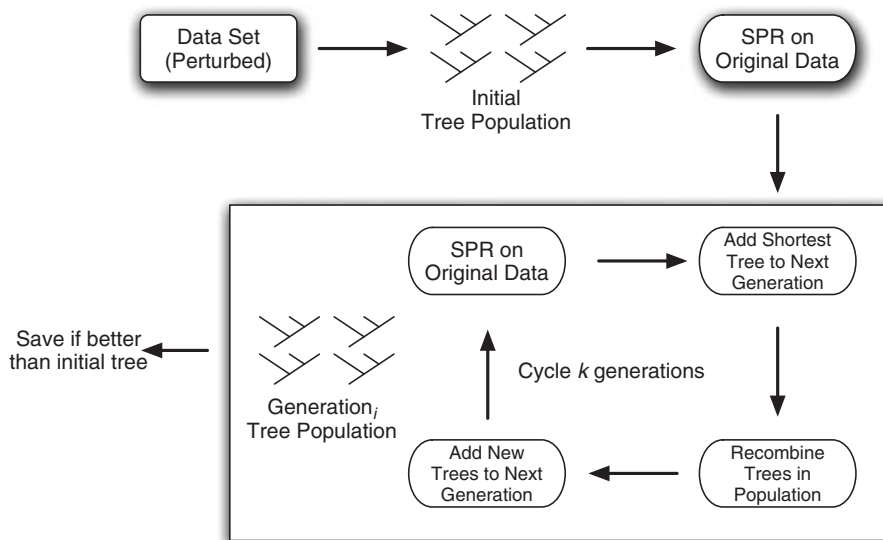 Data Set
(Perturbed)
Initial
Tree Population
SPR on
Original Data
SPR on
Original Data
Add Shortest
Tree to Next
Generation
Save if better
than initial tree
Cycle k generations
Generationi
Tree Population
Add New
Trees to Next
Generation
Recombine
Trees in
Population